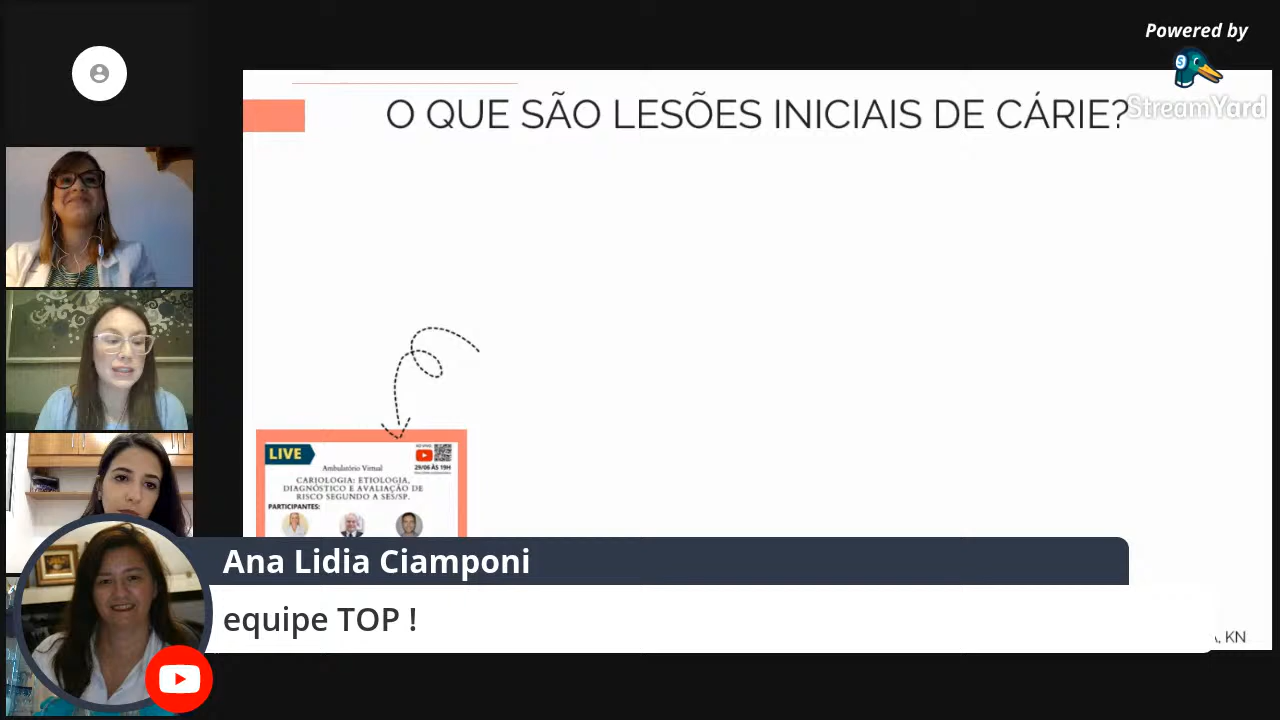 Powered by
StreamYard
O QUE SÃO LESÕES INICIAIS DE CÁRIE?
LIVE
29/06 ÀS 19H
Ambulatório Virtual
CARIOLOGIA: ETIOLOGIA,
DIAGNÓSTICO E AVALIAÇÃO DE
RISCO SEGUNDO A SES/SP.
PARTICIPANTES:
Ana Lidia Ciamponi
equipe TOP !
KN